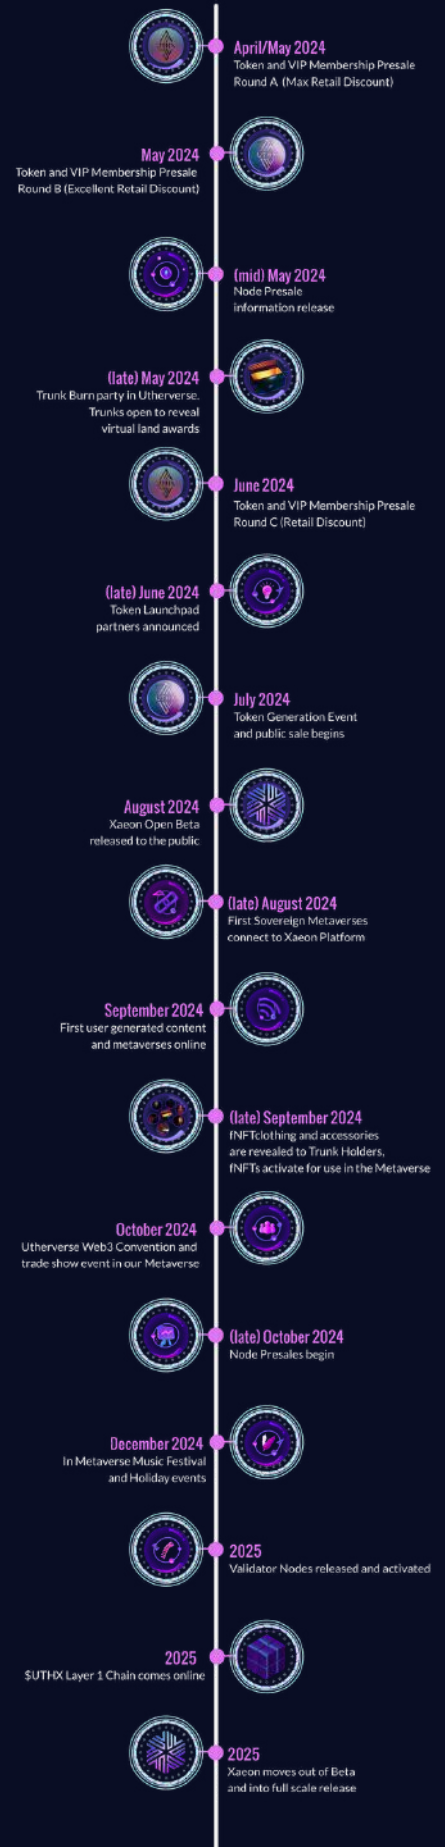 April/May 2024
Token and VIP Membership Presale
Round A (Max Retail Discount)
May 2024
Token and VIP Membership Presale
Round B (Excellent Retail Discount)
(mid) May 2024
Node Presale
information release
(late) May 2024
Trunk Burn party in Utherverse.
Trunks open to reveal
virtual land awards
June 2024
Token and VIP Membership Presale
Round C (Retail Discount)
(late) June 2024
Token Launchpad
partners announced
July 2024
Token Generation Event
and public sale begins
August 2024
Xaeon Open Beta
released to the public
(late) August 2024
First Sovereign Metaverses
connect to Xaeon Platform
September 2024
First user generated content
and metaverses online
(late) September 2024
fNFTclothing and accessories
are revealed to Trunk Holders,
fNFTs activate for use in the Metaverse
October 2024
Utherverse Web3 Convention and
trade show event in our Metaverse
(late) October 2024
Node Presales begin
December 2024
In Metaverse Music Festival
and Holiday events
2025
Validator Nodes released and activated
2025
$UTHX Layer 1 Chain comes online
2025
Xaeon moves out of Beta
and into full scale release